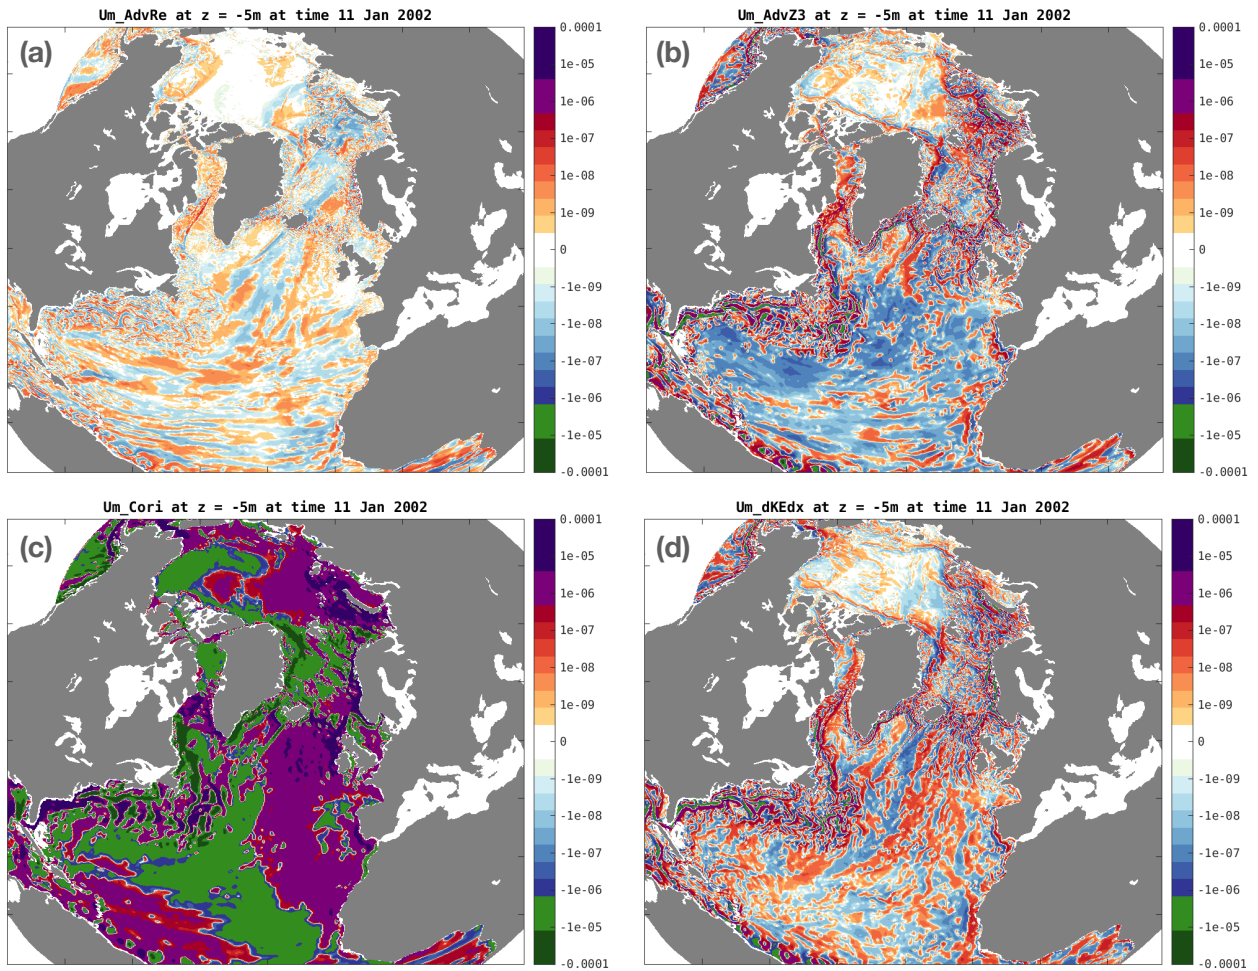 Um_AdvRe at z = -5m at time 11 Jan 2002
(a)
0.0001
1e-05
1e-06
1e-07
1e-08
1e-09
0
-1e-09
-1e-08
-1e-07
-1e-06
-1e-05
-0.0001
Um_AdvZ3 at z = -5m at time 11 Jan 2002
(b)
0.0001
1e-05
1e-06
1e-07
1e-08
1e-09
0
-1e-09
-1e-08
-1e-07
-1e-06
-1e-05
-0.0001
Um_Cori at z = -5m at time 11 Jan 2002
(c)
0.0001
1e-05
1e-06
1e-07
1e-08
1e-09
0
-1e-09
-1e-08
-1e-07
-1e-06
-1e-05
-0.0001
Um_dKEdx at z = -5m at time 11 Jan 2002
(d)
0.0001
1e-05
1e-06
1e-07
1e-08
1e-09
0
-1e-09
-1e-08
-1e-07
-1e-06
-1e-05
-0.0001